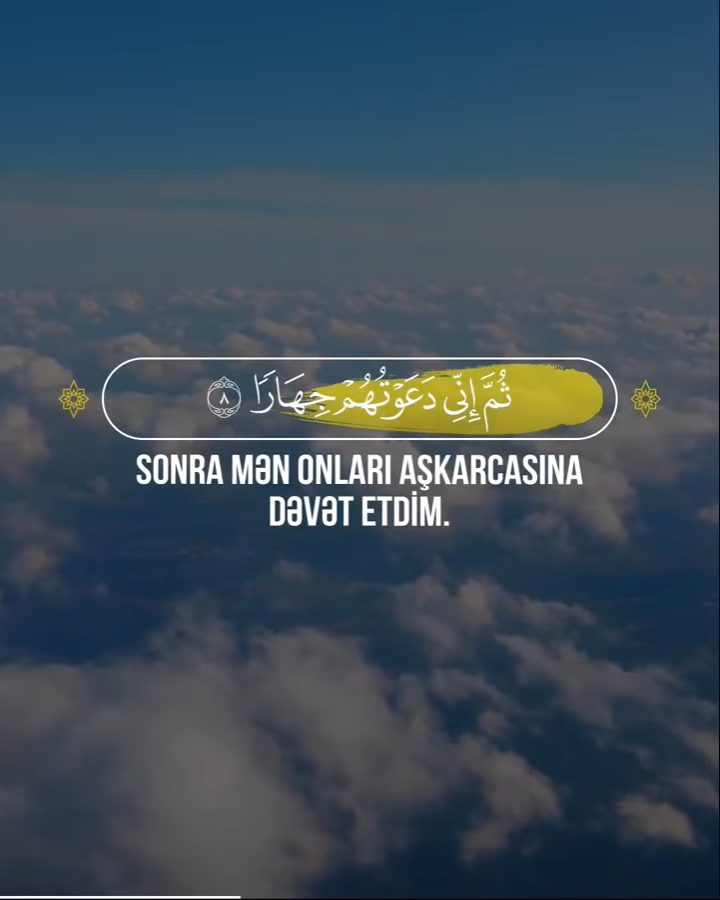 ثُمَّ إِنِّي دَعَوْتُهُمْ جِهَارًا ٨
SONRA MƏN ONLARI AŞKARCASINA
DƏVƏT ETDİM.